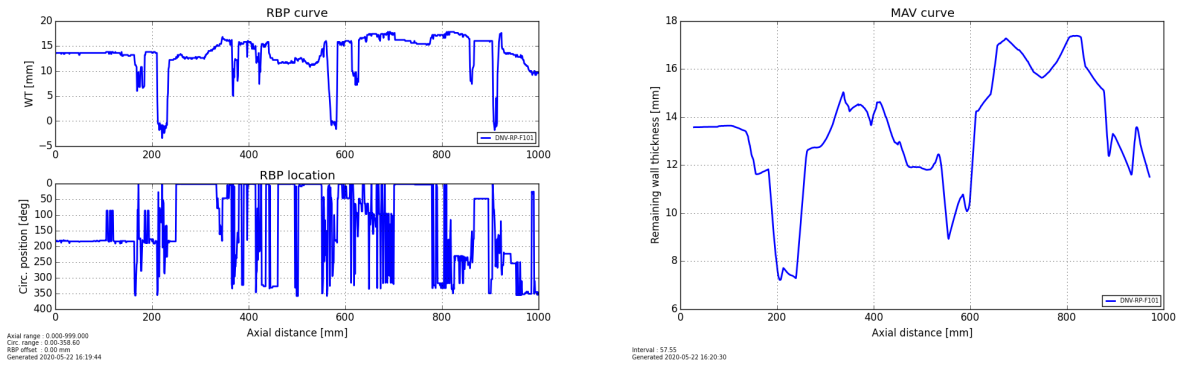 RBP curve
20
15
10
5
0
−5
WT [mm]
DNV-RP-F101
0 200 400 600 800 1000
RBP location
0
50
100
150
200
250
300
350
400
Circ. position [deg]
0 200 400 600 800 1000
Axial distance [mm]
Axial range : 0.000-999.000
Circ. range : 0.00-358.60
RBP offset : 0.00 mm
Generated 2020-05-22 16:19:44
MAV curve
18
16
14
12
10
8
6
Remaining wall thickness [mm]
DNV-RP-F101
0 200 400 600 800 1000
Axial distance [mm]
Interval : 57.55
Generated 2020-05-22 16:20:30